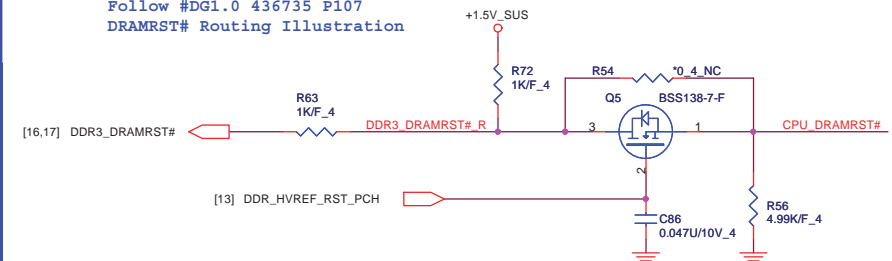 Follow #DG1.0 436735 P107
DRAMRST# Routing Illustration
+1.5V_SUS
R72
1K/F_4
R54
*0_4_NC
Q5
BSS138-7-F
R63
1K/F_4
[16,17] DDR3_DRAMRST#
DDR3_DRAMRST#_R
3
1
CPU_DRAMRST#
2
[13] DDR_HVREF_RST_PCH
C86
0.047U/10V_4
R56
4.99K/F_4